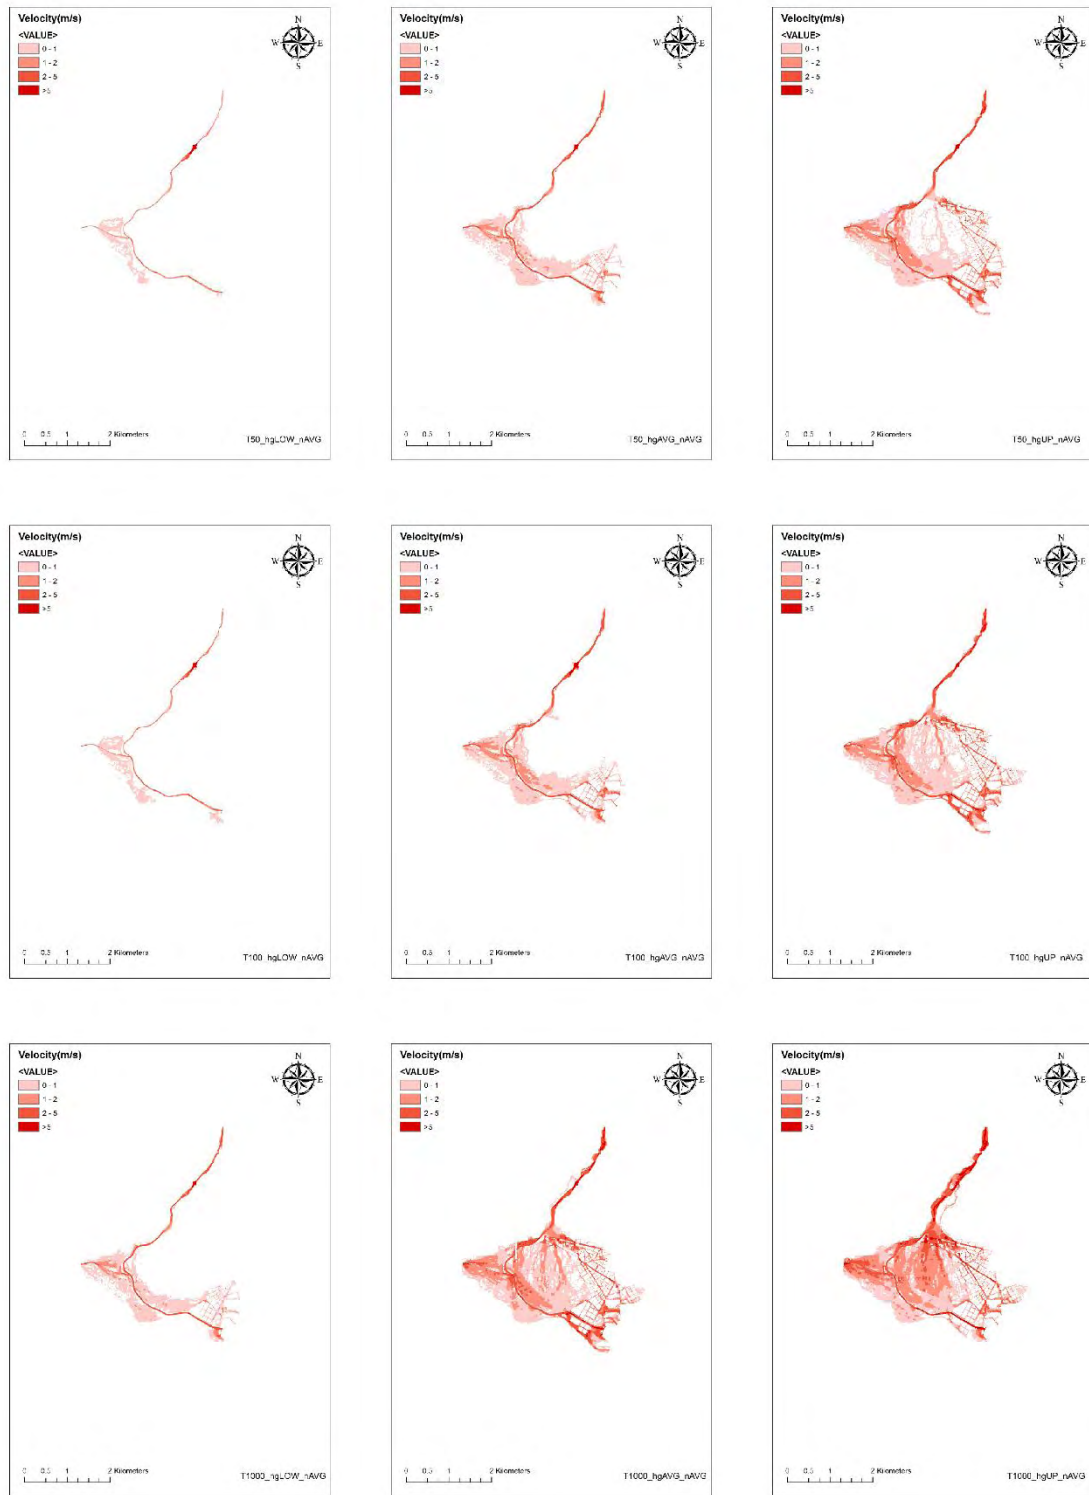 Velocity(m/s)
<VALUE>
0 - 1
1 - 2
2 - 5
>5
N
W E
S
0 0.5 1 2 Kilometers
T50_hgLOW_nAVG
Velocity(m/s)
<VALUE>
0 - 1
1 - 2
2 - 5
>5
N
W E
S
0 0.5 1 2 Kilometers
T50_hgAVG_nAVG
Velocity(m/s)
<VALUE>
0 - 1
1 - 2
2 - 5
>5
N
W E
S
0 0.5 1 2 Kilometers
T50_hgUP_nAVG
Velocity(m/s)
<VALUE>
0 - 1
1 - 2
2 - 5
>5
N
W E
S
0 0.5 1 2 Kilometers
T100_hgLOW_nAVG
Velocity(m/s)
<VALUE>
0 - 1
1 - 2
2 - 5
>5
N
W E
S
0 0.5 1 2 Kilometers
T100_hgAVG_nAVG
Velocity(m/s)
<VALUE>
0 - 1
1 - 2
2 - 5
>5
N
W E
S
0 0.5 1 2 Kilometers
T100_hgUP_nAVG
Velocity(m/s)
<VALUE>
0 - 1
1 - 2
2 - 5
>5
N
W E
S
0 0.5 1 2 Kilometers
T1000_hgLOW_nAVG
Velocity(m/s)
<VALUE>
0 - 1
1 - 2
2 - 5
>5
N
W E
S
0 0.5 1 2 Kilometers
T1000_hgAVG_nAVG
Velocity(m/s)
<VALUE>
0 - 1
1 - 2
2 - 5
>5
N
W E
S
0 0.5 1 2 Kilometers
T1000_hgUP_nAVG